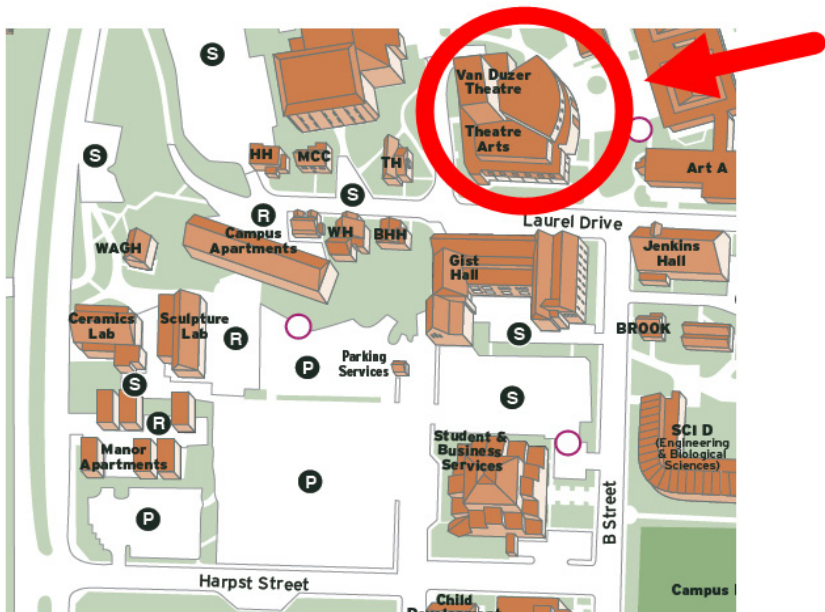 S
Van Duzer
Theatre
Theatre
Arts
S
HH
MCC
TH
Art A
S
R
Laurel Drive
WAGH
Campus
Apartments
WH
BHH
Gist
Hall
Jenkins
Hall
Ceramics
Lab
Sculpture
Lab
R
S
BROOK
P
Parking
Services
S
S
R
Student &
Business
Services
SCI D
(Engineering
& Biological
Sciences)
Manor
Apartments
P
P
B Street
Harpst Street
Campus
Child